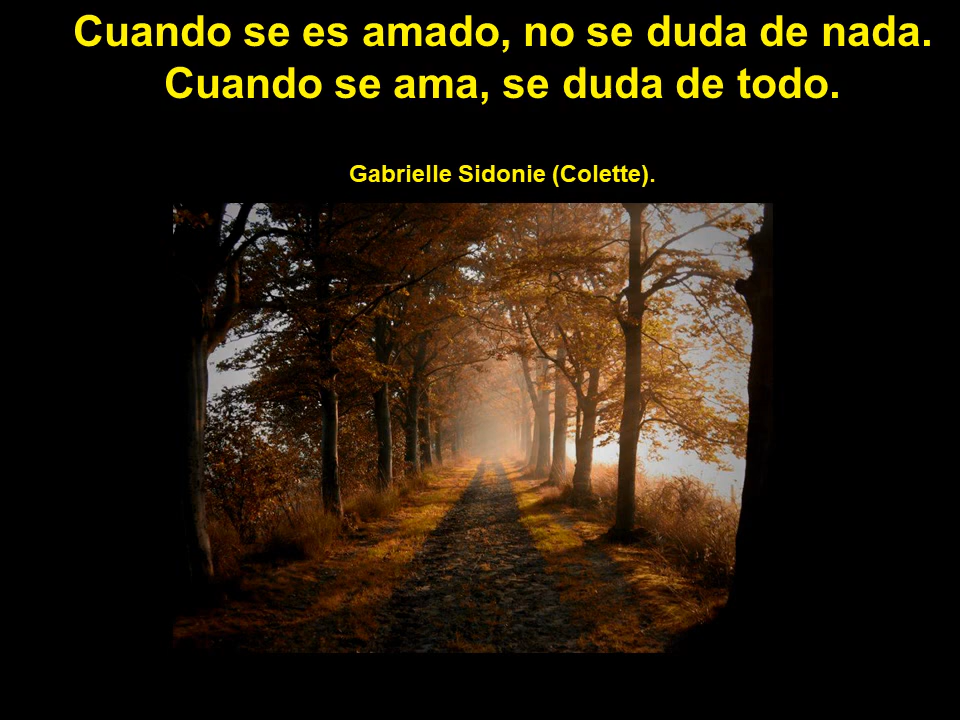 Cuando se es amado, no se duda de nada.
Cuando se ama, se duda de todo.
Gabrielle Sidonie (Colette).